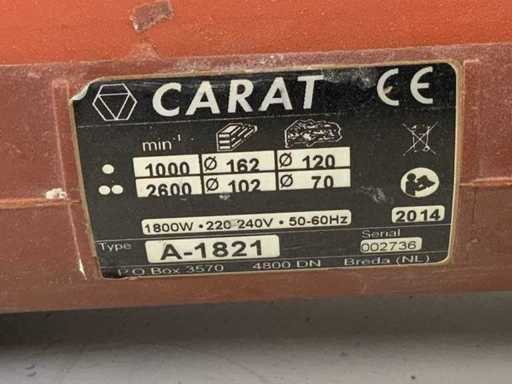 CARAT CE
min⁻¹
1000 Ø 162 Ø 120
2600 Ø 102 Ø 70
1800W • 220 240V • 50-60Hz 2014
Type A-1821 Serial 002736
P.O Box 3570 4800 DN Breda (NL)